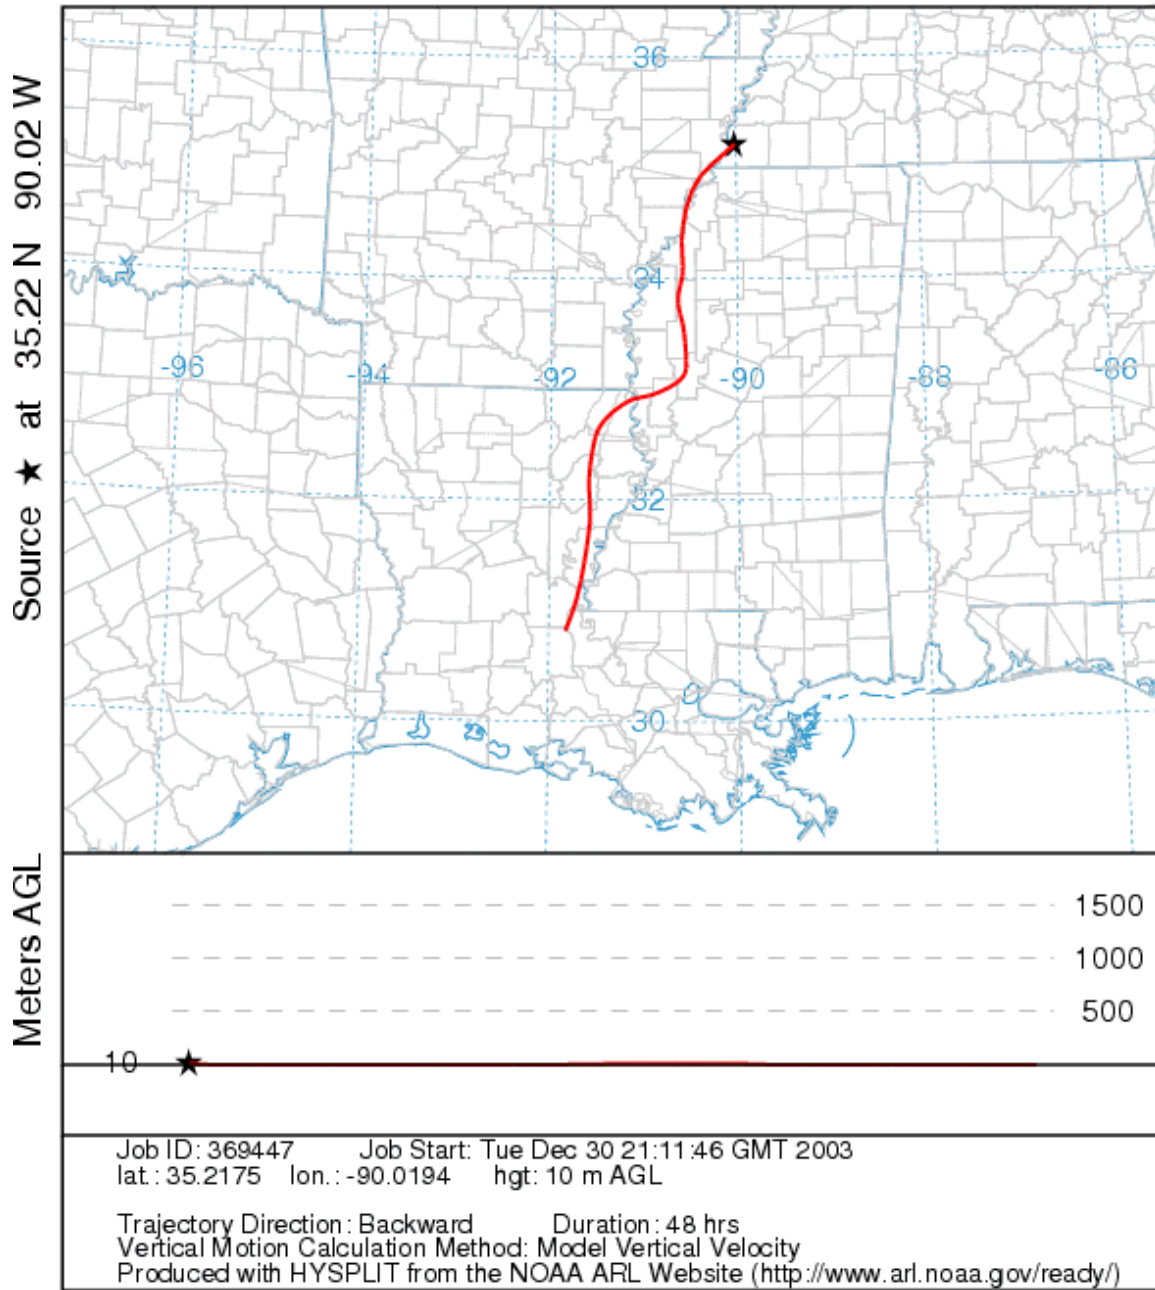 Source ★ at 35.22 N 90.02 W
36
34
-96
-94
-92
-90
-88
-86
32
30
Meters AGL
1500
1000
500
10
Job ID: 369447 Job Start: Tue Dec 30 21:11:46 GMT 2003
lat.: 35.2175 lon.: -90.0194 hgt: 10 m AGL
Trajectory Direction: Backward Duration: 48 hrs
Vertical Motion Calculation Method: Model Vertical Velocity
Produced with HYSPLIT from the NOAA ARL Website (http://www.arl.noaa.gov/ready/)